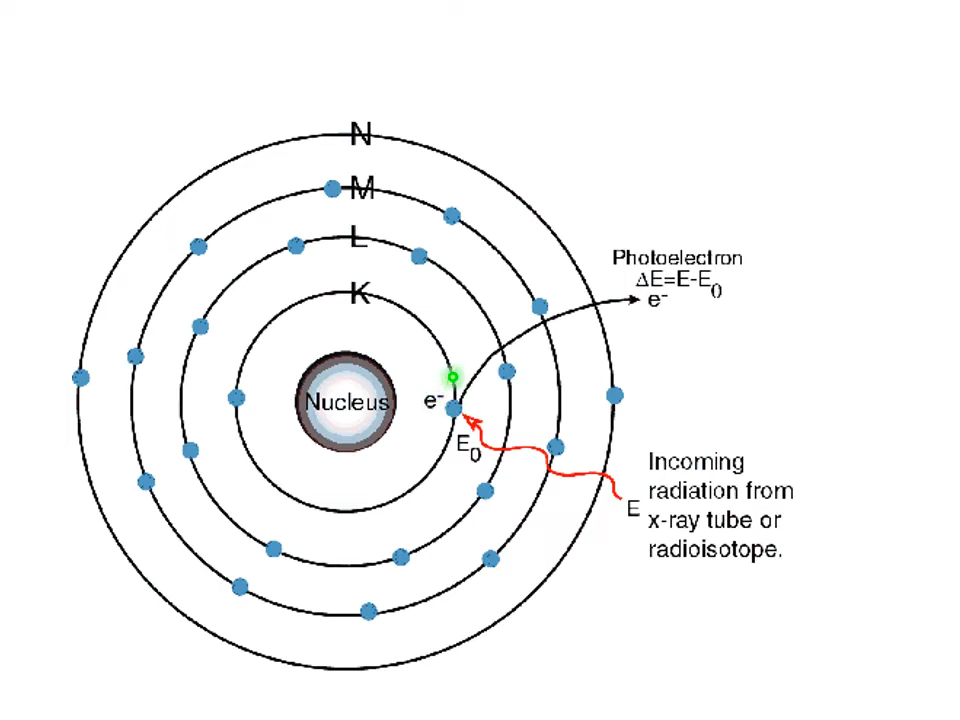 N
M
L
K
Photoelectron
ΔE=E-E₀
e⁻
Nucleus
e⁻
E₀
E
Incoming
radiation from
x-ray tube or
radioisotope.